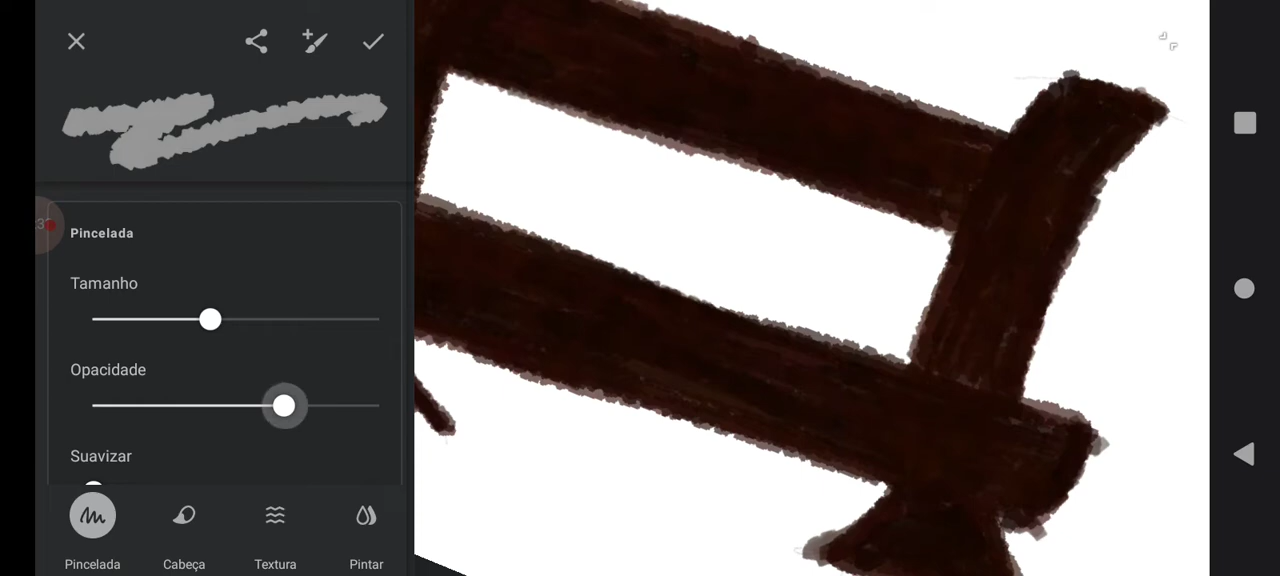 Pincelada
Tamanho
Opacidade
Suavizar
Pincelada Cabeça Textura Pintar